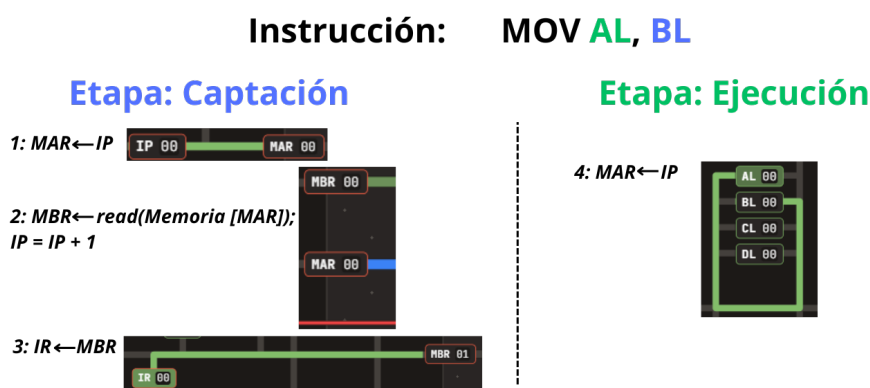 Instrucción: MOV AL, BL
Etapa: Captación
Etapa: Ejecución
1: MAR←IP
IP 00
MAR 00
MBR 00
2: MBR←read(Memoria [MAR]);
IP = IP + 1
MAR 00
3: IR←MBR
MBR 01
IR 00
4: MAR←IP
AL 00
BL 00
CL 00
DL 00